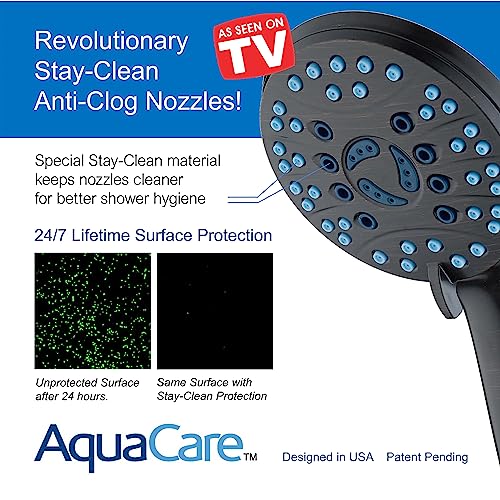 Revolutionary
Stay-Clean
Anti-Clog Nozzles!
AS SEEN ON
TV
Special Stay-Clean material
keeps nozzles cleaner
for better shower hygiene
24/7 Lifetime Surface Protection
Unprotected Surface
after 24 hours.
Same Surface with
Stay-Clean Protection
AquaCare™
Designed in USA Patent Pending